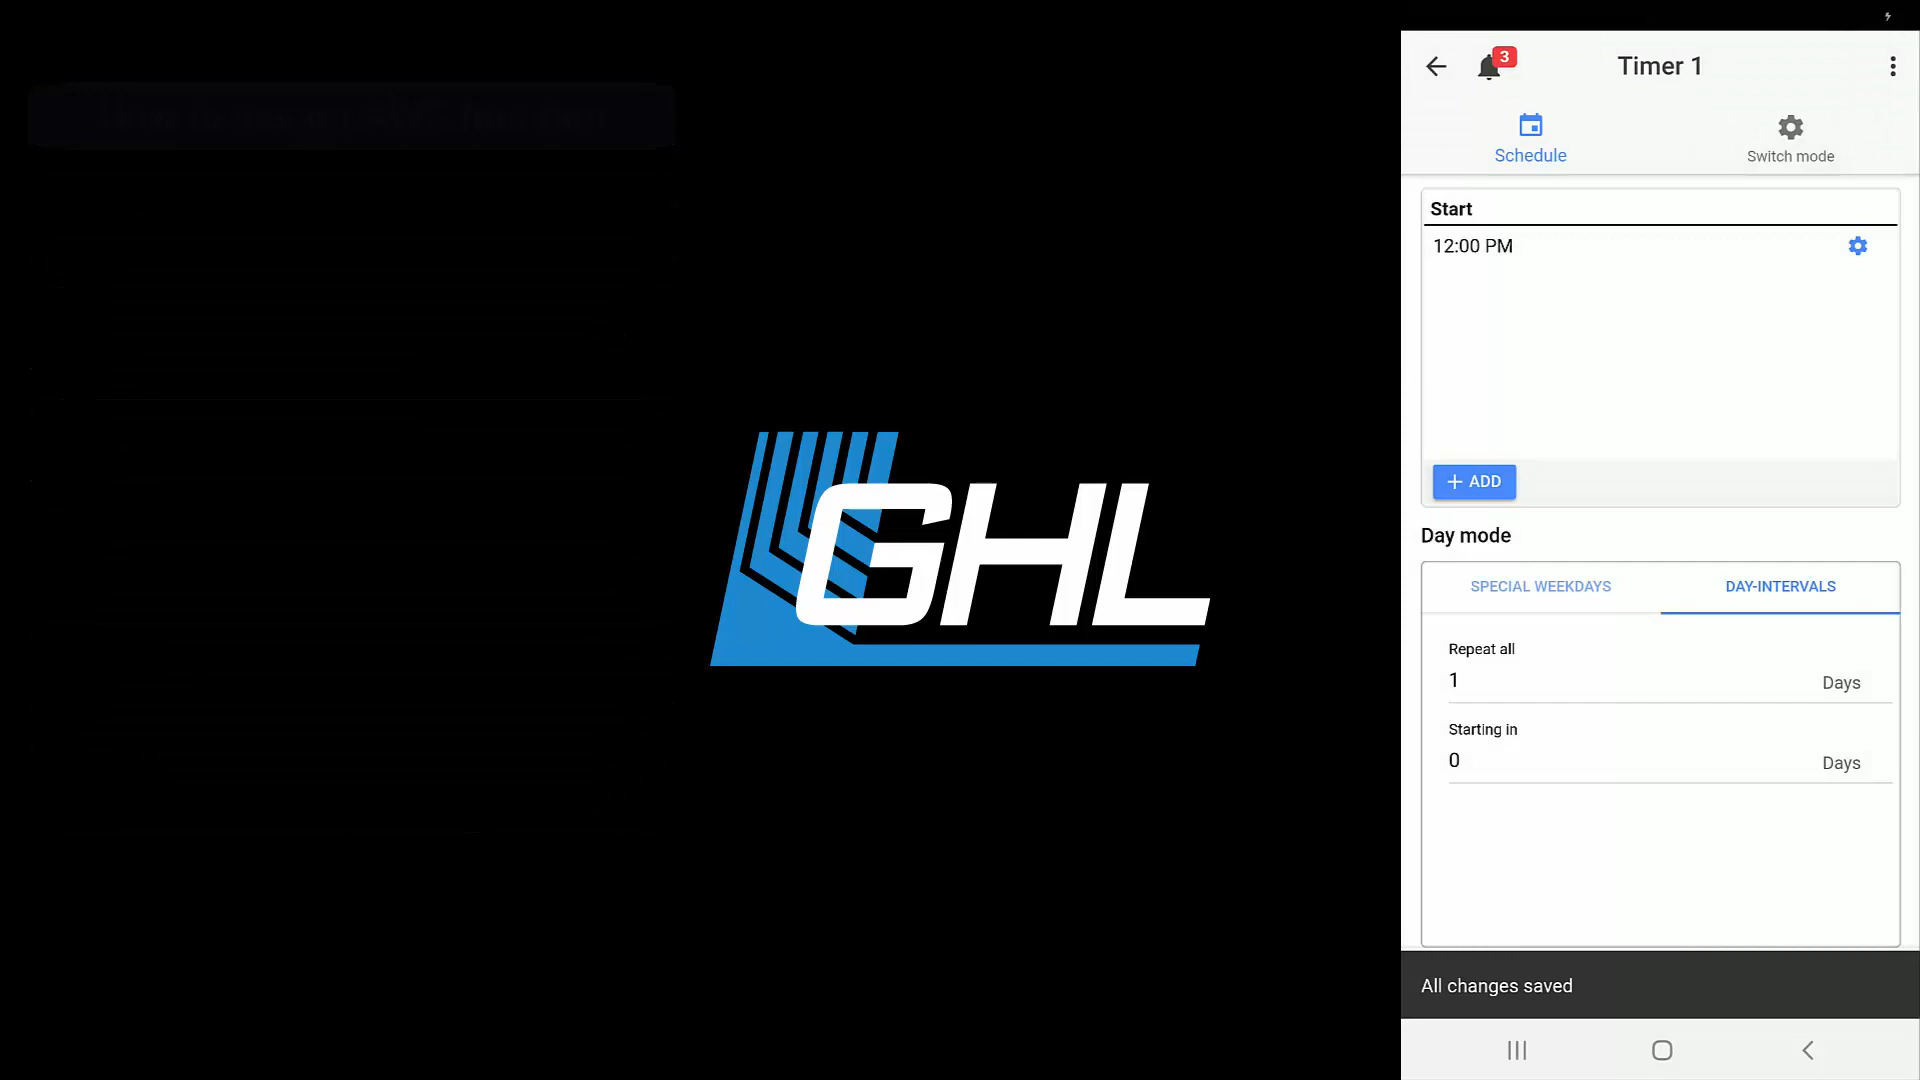 GHL
3
Timer 1
Schedule
Switch mode
Start
12:00 PM
+ ADD
Day mode
SPECIAL WEEKDAYS
DAY-INTERVALS
Repeat all
1
Days
Starting in
0
Days
All changes saved